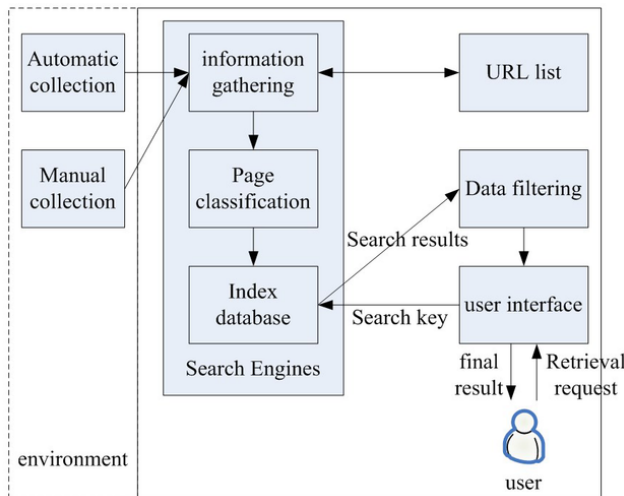 Automatic
collection
information
gathering
URL list
Manual
collection
Page
classification
Data filtering
Search results
Index
database
user interface
Search key
Search Engines
final
result
Retrieval
request
environment
user